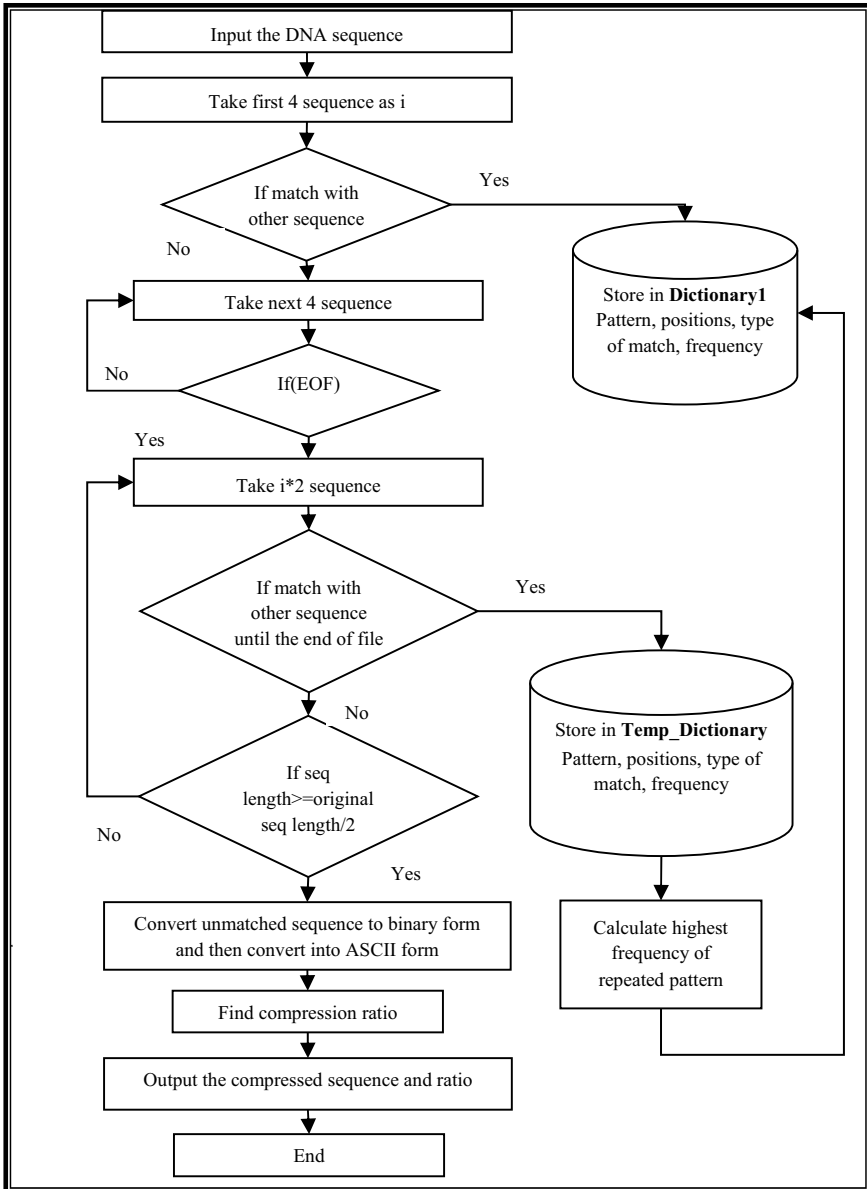 Input the DNA sequence
Take first 4 sequence as i
If match with
other sequence
Yes
No
Store in Dictionary1
Pattern, positions, type
of match, frequency
Take next 4 sequence
If(EOF)
No
Yes
Take i*2 sequence
If match with
other sequence
until the end of file
Yes
No
Store in Temp_Dictionary
Pattern, positions, type of
match, frequency
If seq
length>=original
seq length/2
No
Yes
Calculate highest
frequency of
repeated pattern
Convert unmatched sequence to binary form
and then convert into ASCII form
Find compression ratio
Output the compressed sequence and ratio
End